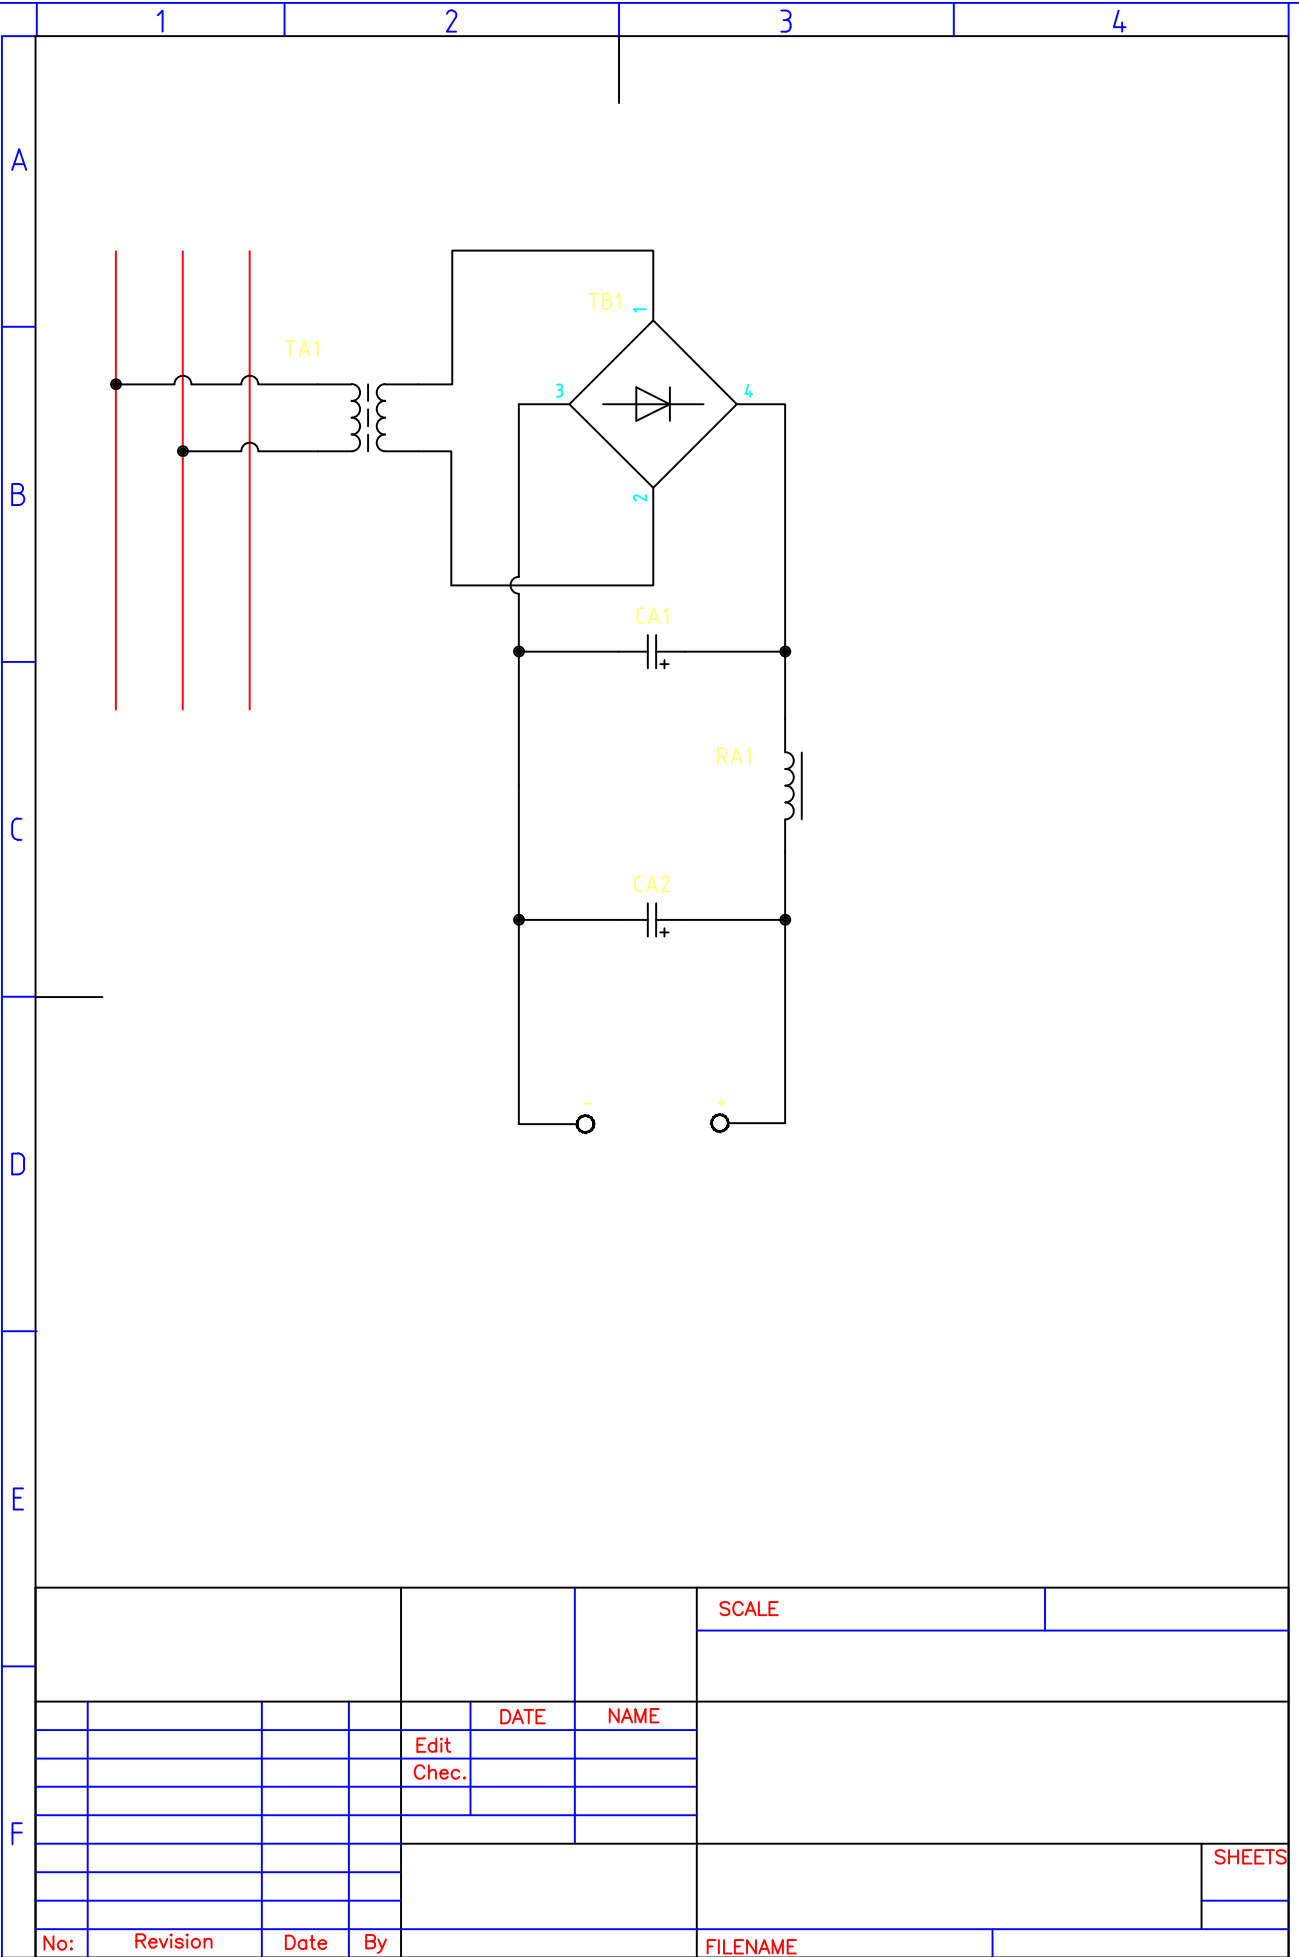 1 2 3 4
A
B
C
D
E
F
TB1
1
TA1
3
4
2
CA1
+
RA1
CA2
+
- +
SCALE
DATE NAME
Edit
Chec.
SHEETS
No: Revision Date By
FILENAME